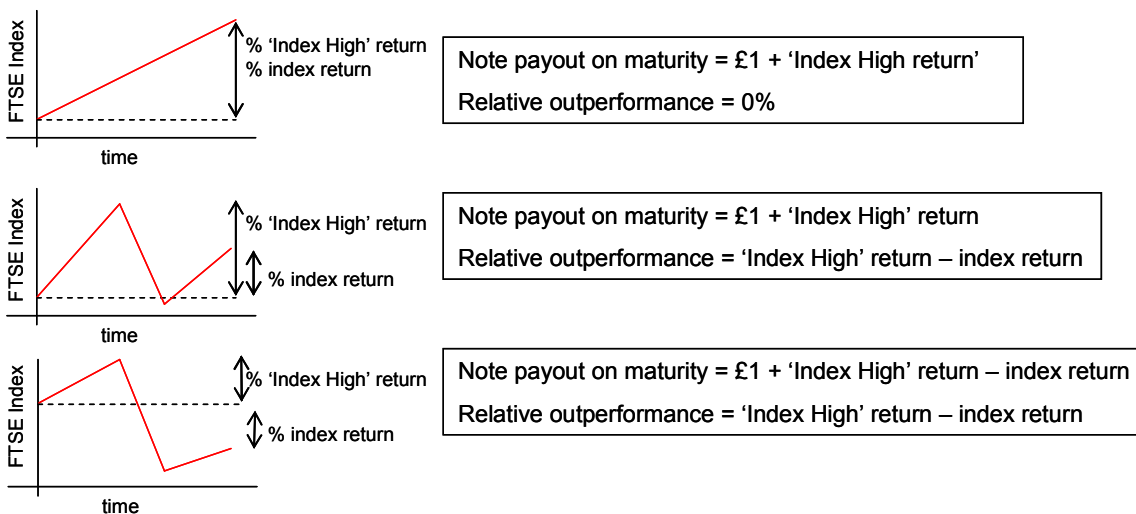 FTSE Index
% ‘Index High’ return
% index return
time
Note payout on maturity = £1 + ‘Index High return’
Relative outperformance = 0%
FTSE Index
% ‘Index High’ return
% index return
time
Note payout on maturity = £1 + ‘Index High’ return
Relative outperformance = ‘Index High’ return – index return
FTSE Index
% ‘Index High’ return
% index return
time
Note payout on maturity = £1 + ‘Index High’ return – index return
Relative outperformance = ‘Index High’ return – index return